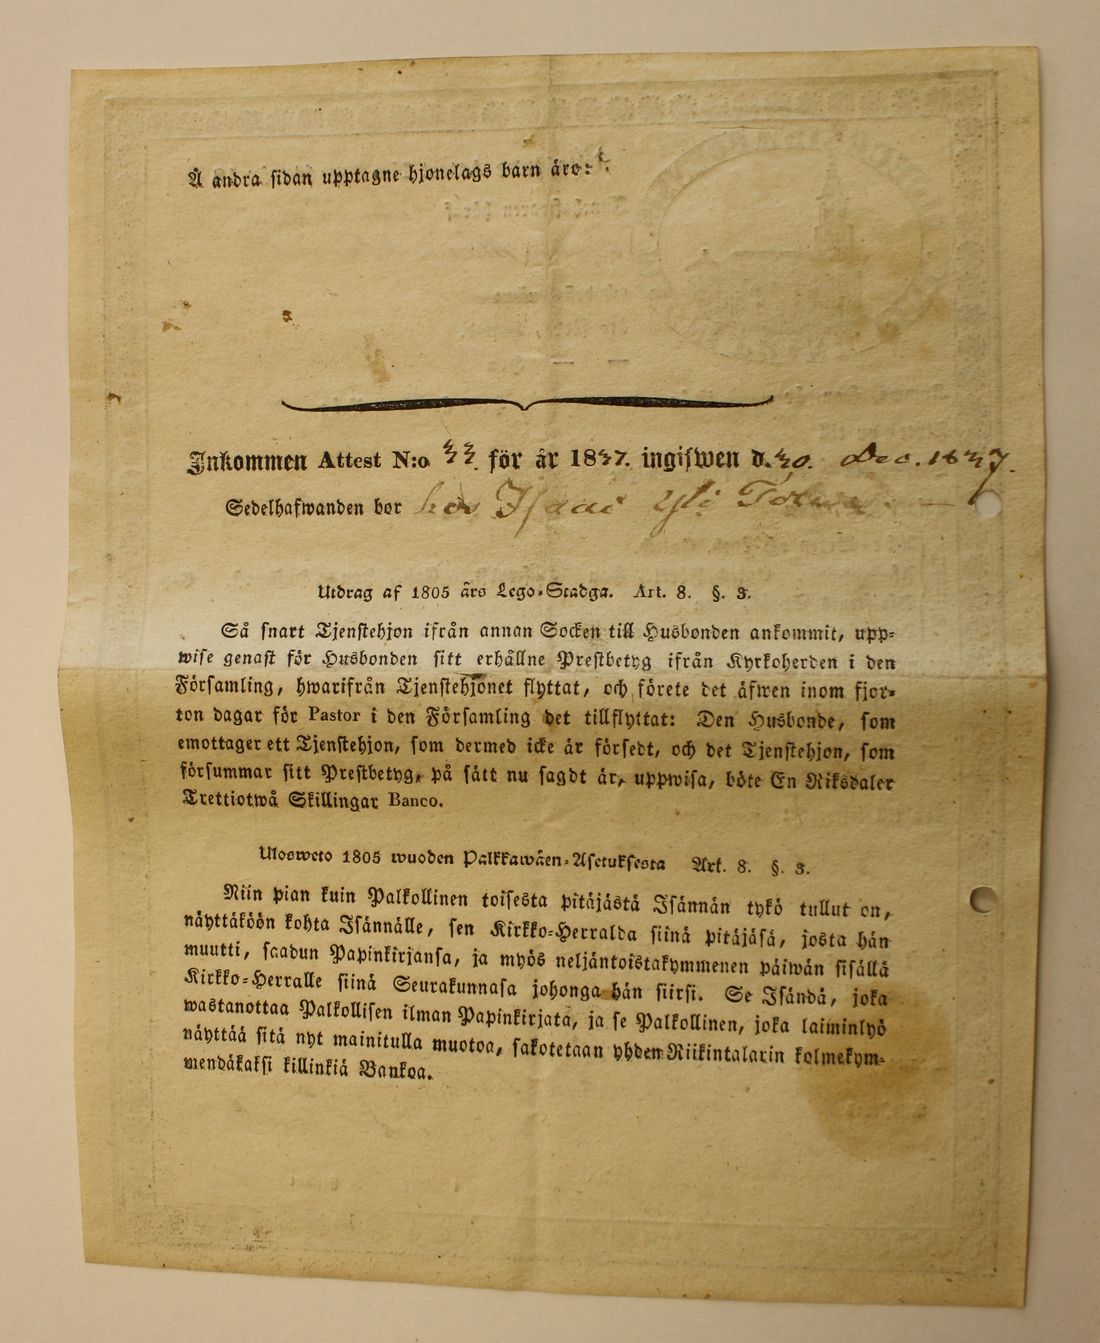 Å andra sidan upptagne hjonelags barn äro:
Inkommen Attest N:o 33 för år 1837. ingifwen d. 30. Dec. 1837.
Sedelhafwanden bor hos Isaac Yli
Utdrag af 1805 års Lego-Stadga. Art. 8. §. 3.
Så snart Tjenstehjon ifrån annan Socken till Husbonden ankommit, upp-
wise genast för Husbonden sitt erhållne Prestbetyg ifrån Kyrkoherden i den
Församling, hwarifrån Tjenstehjonet flyttat, och förete det äfwen inom fjor-
ton dagar för Pastor i den Församling det tillflyttat: Den Husbonde, som
emottager ett Tjenstehjon, som dermed icke är försedt, och det Tjenstehjon, som
försummar sitt Prestbetyg, på sätt nu sagdt är, uppwisa, böte En Riksdaler
Trettiotwå Skillingar Banco.
Ulosweto 1805 wuoden Palkkawäen-Asetuksesta Art. 8. §. 3.
Niin pian kuin Palkollinen toisesta pitäjästä Isännän tykö tullut on,
näyttäköön kohta Isännälle, sen Kirkko-Herralda siinä pitäjäsä, josta hän
muutti, saadun Papinkirjansa, ja myös neljäntoistakymmenen päiwän sisällä
Kirkko-Herralle siinä Seurakunnasa johonga hän siirsi. Se Isändä, joka
wastanottaa Palkollisen ilman Papinkirjata, ja se Palkollinen, joka laiminlyö
näyttää sitä nyt mainitulla muotoa, sakotetaan yhden Riikintalarin kolmekym-
mendäkaksi killinkiä Bankoa.